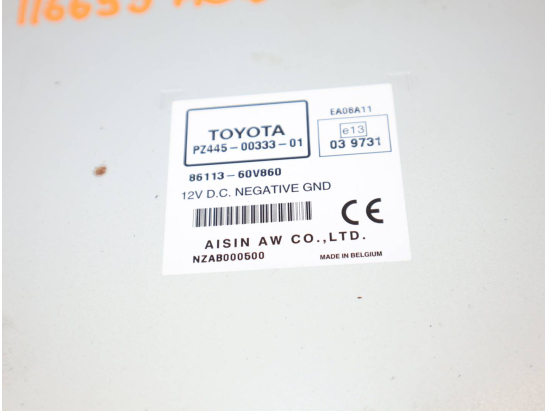 TOYOTA
PZ445-00333-01
EA06A11
e13
03 9731
86113-60V860
12V D.C. NEGATIVE GND
CE
AISIN AW CO.,LTD.
NZAB000500
MADE IN BELGIUM